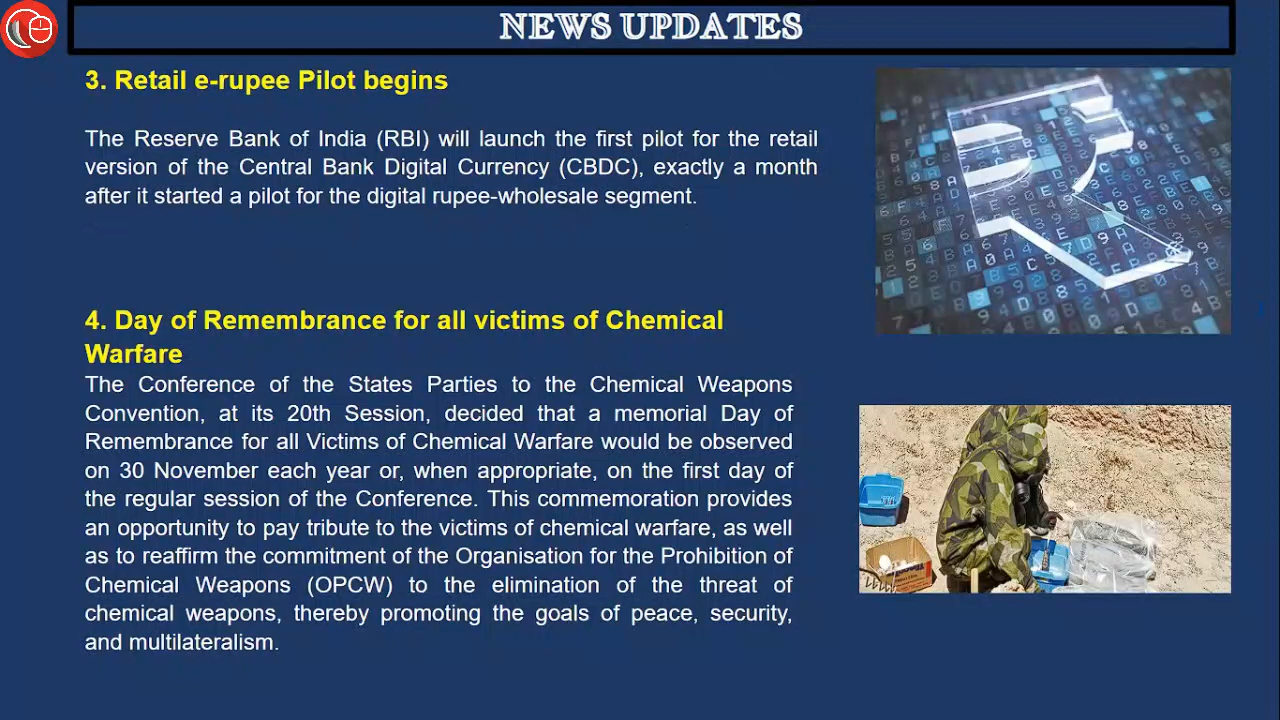 NEWS UPDATES
3. Retail e-rupee Pilot begins
The Reserve Bank of India (RBI) will launch the first pilot for the retail
version of the Central Bank Digital Currency (CBDC), exactly a month
after it started a pilot for the digital rupee-wholesale segment.
4. Day of Remembrance for all victims of Chemical
Warfare
The Conference of the States Parties to the Chemical Weapons
Convention, at its 20th Session, decided that a memorial Day of
Remembrance for all Victims of Chemical Warfare would be observed
on 30 November each year or, when appropriate, on the first day of
the regular session of the Conference. This commemoration provides
an opportunity to pay tribute to the victims of chemical warfare, as well
as to reaffirm the commitment of the Organisation for the Prohibition of
Chemical Weapons (OPCW) to the elimination of the threat of
chemical weapons, thereby promoting the goals of peace, security,
and multilateralism.